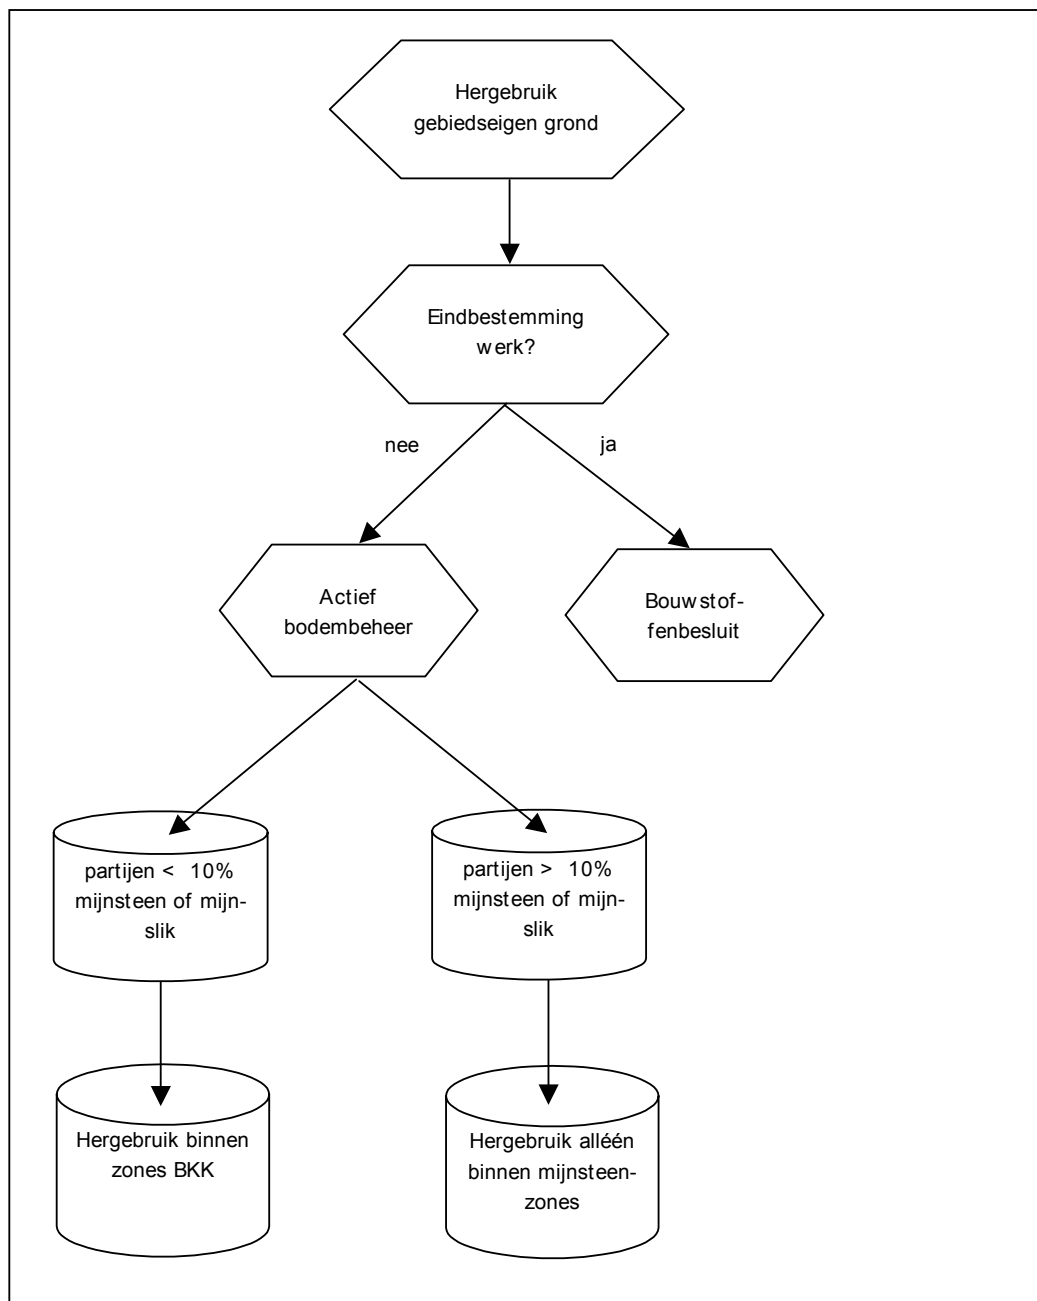 Hergebruik
gebiedseigen grond
Eindbestemming
werk?
nee
ja
Actief
bodembeheer
Bouwstof-
fenbesluit
partijen < 10%
mijnsteen of mijn-
slik
partijen > 10%
mijnsteen of mijn-
slik
Hergebruik binnen
zones BKK
Hergebruik alléén
binnen mijnsteen-
zones